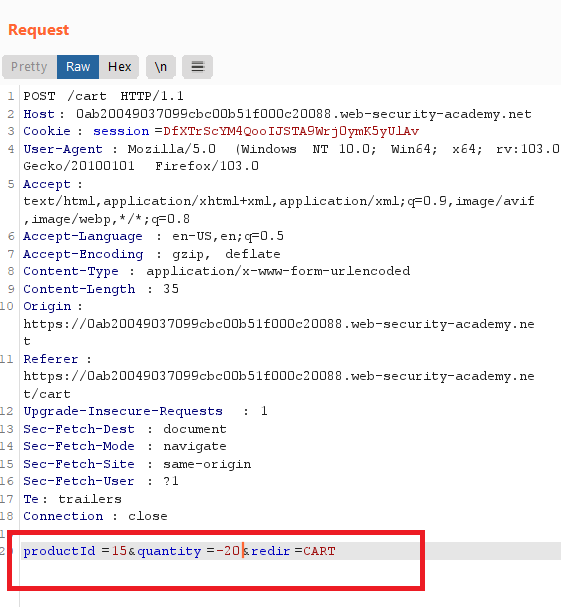 Request
Pretty Raw Hex \n
1 POST /cart HTTP/1.1
2 Host: 0ab20049037099cbc00b51f000c20088.web-security-academy.net
3 Cookie: session=DfXTrScYM4QooIJSTA9Wrj0ymK5yUlAv
4 User-Agent: Mozilla/5.0 (Windows NT 10.0; Win64; x64; rv:103.0
Gecko/20100101 Firefox/103.0
5 Accept:
text/html,application/xhtml+xml,application/xml;q=0.9,image/avif
,image/webp,*/*;q=0.8
6 Accept-Language: en-US,en;q=0.5
7 Accept-Encoding: gzip, deflate
8 Content-Type: application/x-www-form-urlencoded
9 Content-Length: 35
10 Origin:
https://0ab20049037099cbc00b51f000c20088.web-security-academy.ne
t
11 Referer:
https://0ab20049037099cbc00b51f000c20088.web-security-academy.ne
t/cart
12 Upgrade-Insecure-Requests: 1
13 Sec-Fetch-Dest: document
14 Sec-Fetch-Mode: navigate
15 Sec-Fetch-Site: same-origin
16 Sec-Fetch-User: ?1
17 Te: trailers
18 Connection: close
productId=15&quantity=-20&redir=CART